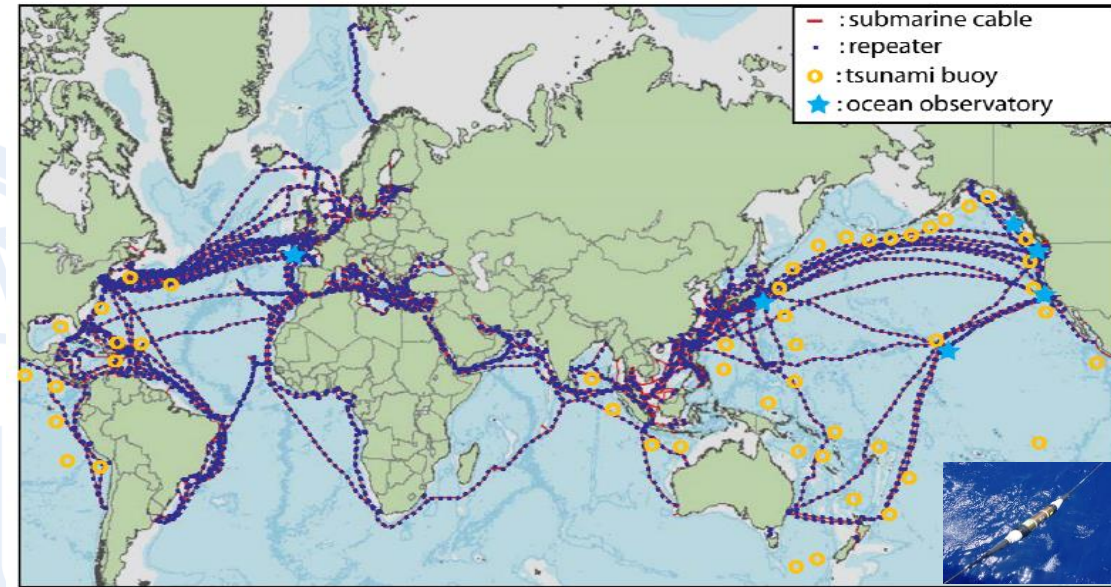 : submarine cable
: repeater
: tsunami buoy
: ocean observatory